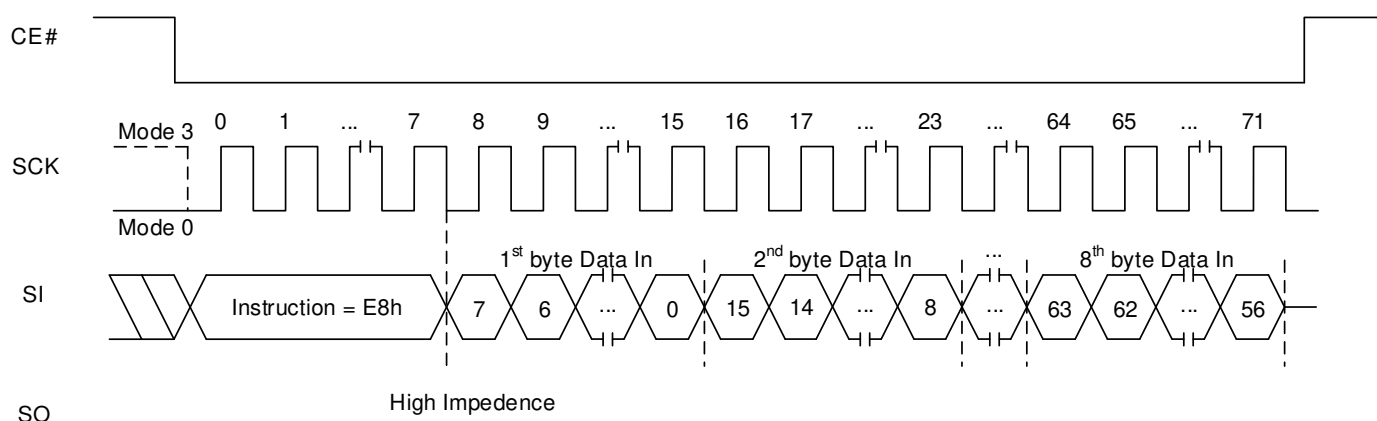 CE#
0 1 ... 7 8 9 ... 15 16 17 ... 23 ... 64 65 ... 71
Mode 3
SCK
Mode 0
1st byte Data In 2nd byte Data In ... 8th byte Data In
SI Instruction = E8h 7 6 ... 0 15 14 ... 8 ... 63 62 ... 56
High Impedence
SO